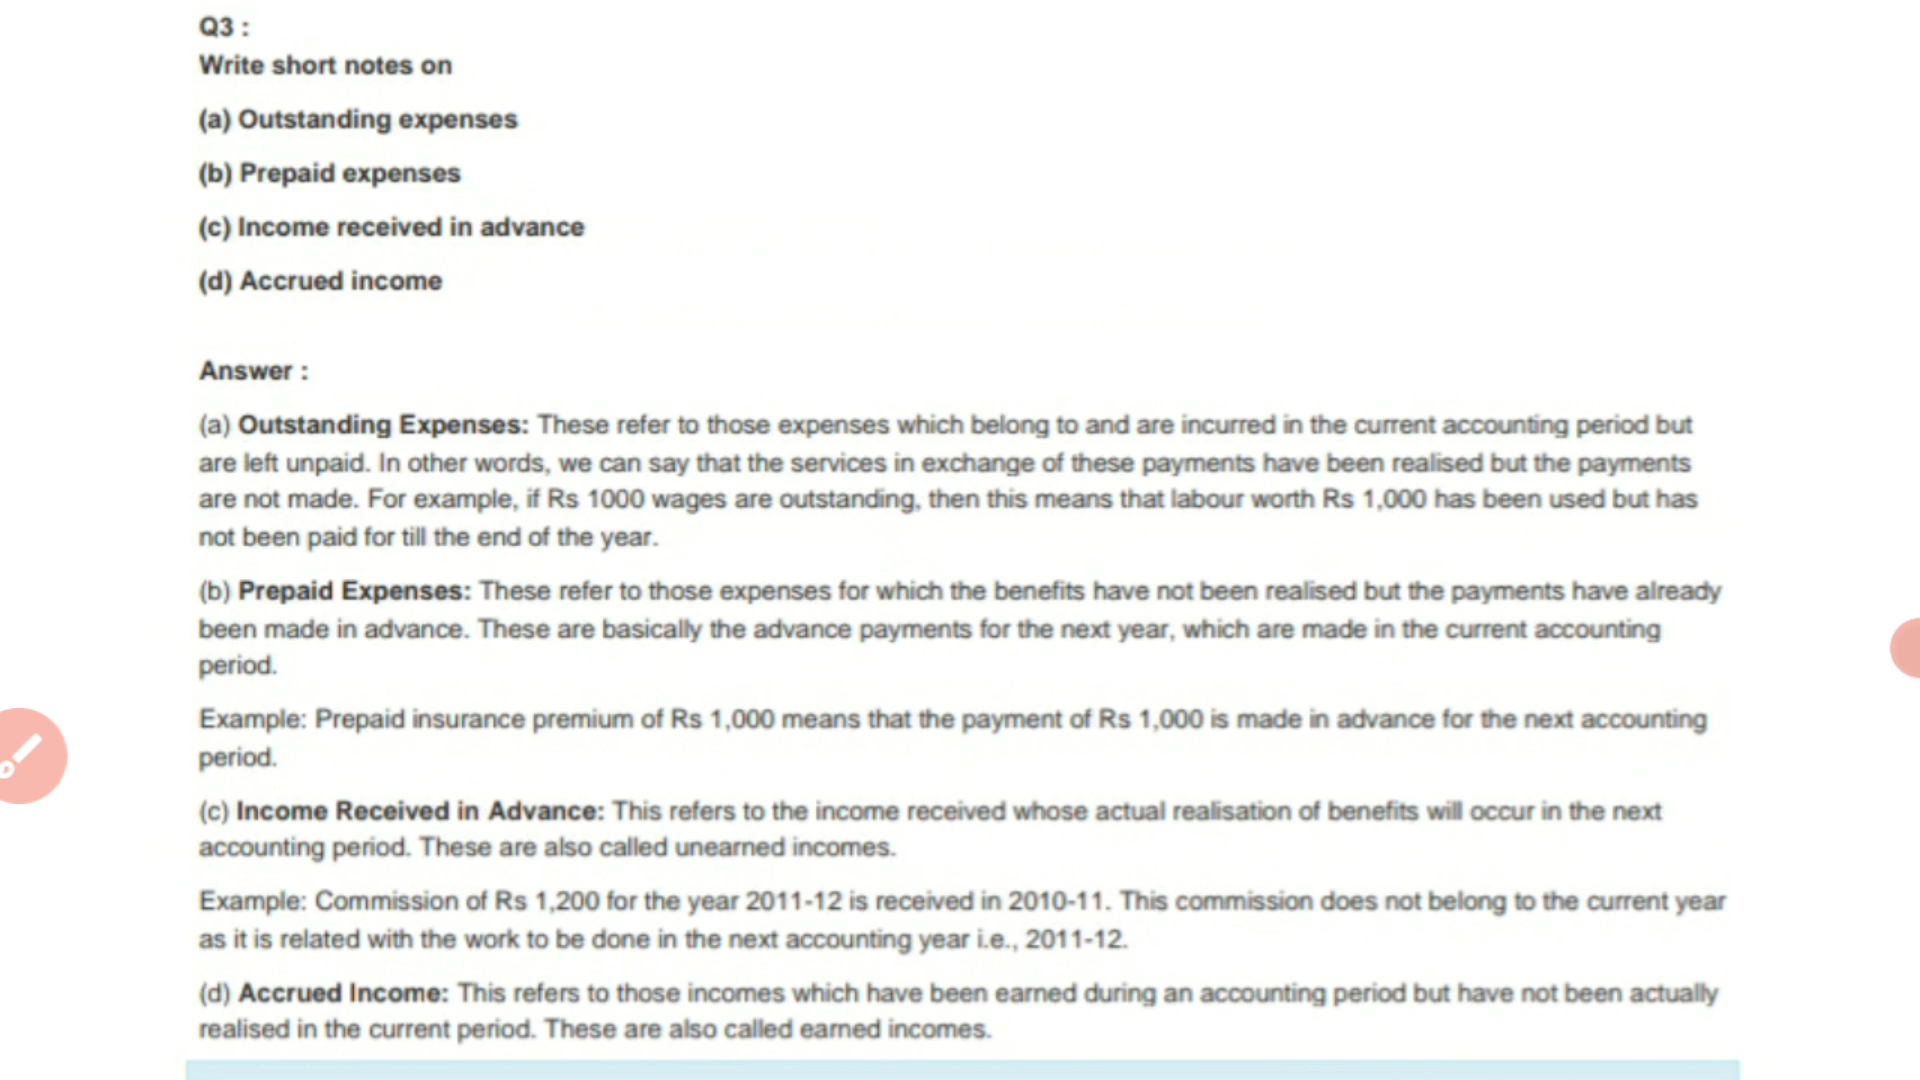 Q3 :
Write short notes on
(a) Outstanding expenses
(b) Prepaid expenses
(c) Income received in advance
(d) Accrued income
Answer :
(a) Outstanding Expenses: These refer to those expenses which belong to and are incurred in the current accounting period but
are left unpaid. In other words, we can say that the services in exchange of these payments have been realised but the payments
are not made. For example, if Rs 1000 wages are outstanding, then this means that labour worth Rs 1,000 has been used but has
not been paid for till the end of the year.
(b) Prepaid Expenses: These refer to those expenses for which the benefits have not been realised but the payments have already
been made in advance. These are basically the advance payments for the next year, which are made in the current accounting
period.
Example: Prepaid insurance premium of Rs 1,000 means that the payment of Rs 1,000 is made in advance for the next accounting
period.
(c) Income Received in Advance: This refers to the income received whose actual realisation of benefits will occur in the next
accounting period. These are also called unearned incomes.
Example: Commission of Rs 1,200 for the year 2011-12 is received in 2010-11. This commission does not belong to the current year
as it is related with the work to be done in the next accounting year i.e., 2011-12.
(d) Accrued Income: This refers to those incomes which have been earned during an accounting period but have not been actually
realised in the current period. These are also called earned incomes.